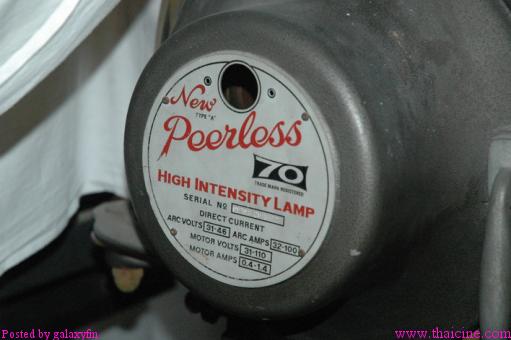 New
TYPE "A"
Peerless
70
TRADE MARK REGISTERED
HIGH INTENSITY LAMP
SERIAL NO
DIRECT CURRENT
ARC VOLTS 31-46 ARC AMPS 32-100
MOTOR VOLTS 31-110
MOTOR AMPS 0.4-1.4
Posted by galaxyfin
www.thaicine.com